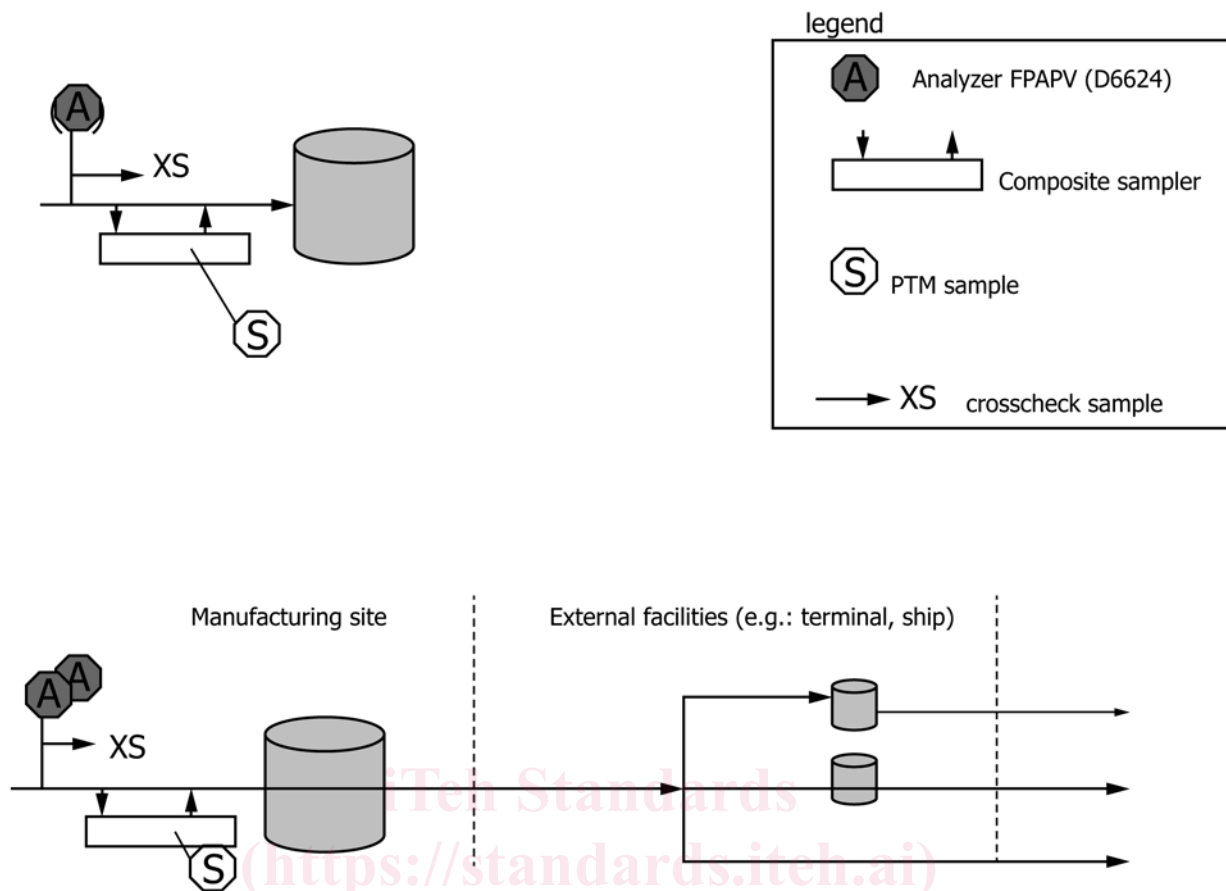 legend
A
A Analyzer FPAPV (D6624)
XS
Composite sampler
S
S PTM sample
XS crosscheck sample
Manufacturing site
External facilities (e.g.: terminal, ship)
A
A
XS
iTeh Standards
S
(https://standards.iteh.ai)